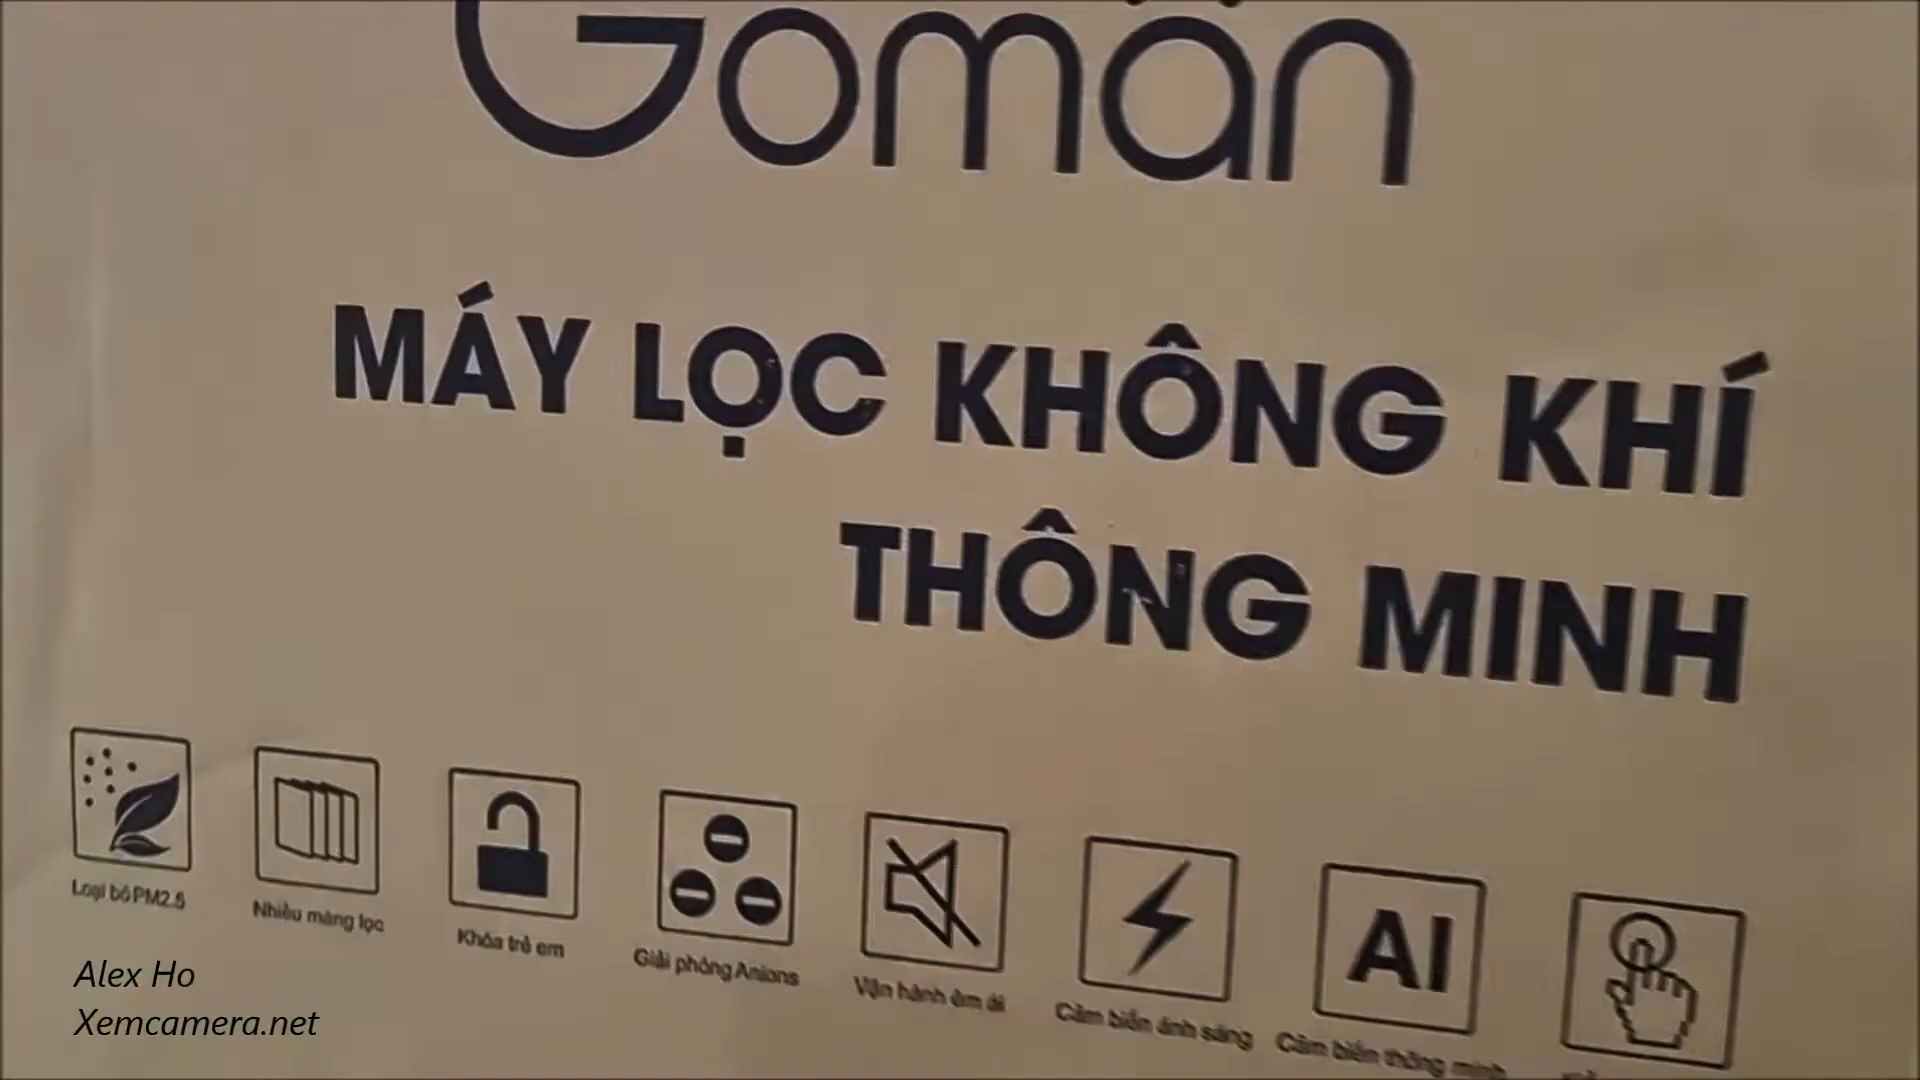 Gomän
MÁY LỌC KHÔNG KHÍ
THÔNG MINH
Loại bỏ PM2.5
Nhiều màng lọc
Khóa trẻ em
Giải phóng Anions
Vận hành êm ái
Cảm biến ánh sáng
AI
Cảm biến thông minh
Alex Ho
Xemcamera.net